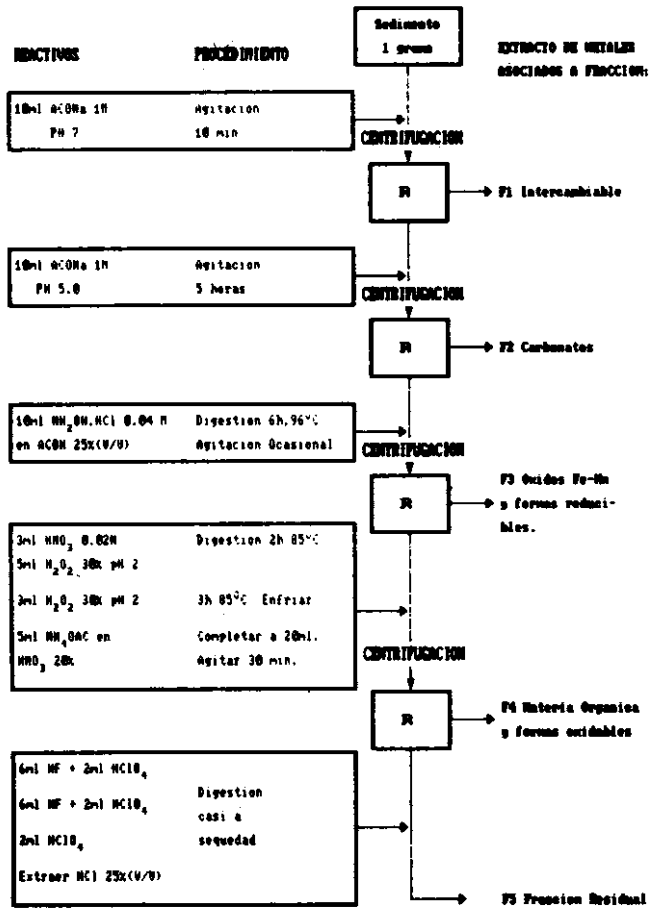 Sedimento
1 gramo
REACTIVOS
PROCEDIMIENTO
EXTRACTO DE METALES
ASOCIADOS A FRACCION:
10ml ACONa 1M
Agitacion
PH 7
10 min
CENTRIFUGACION
R
F1 Intercambiable
10ml ACONa 1M
Agitacion
PH 5.0
5 horas
CENTRIFUGACION
R
F2 Carbonatos
10ml NH2OH.HCl 0.04 M
Digestion 6h,96°C
en ACOH 25%(V/V)
Agitacion Ocasional
CENTRIFUGACION
R
F3 Oxidos Fe-Mn
y formas reduci-
bles.
3ml HNO3 0.02N
Digestion 2h 85°C
5ml H2O2 30% pH 2
3ml H2O2 30% pH 2
3h 85°C Enfriar
5ml NH4OAC en
Completar a 20ml.
HNO3 20%
Agitar 30 min.
CENTRIFUGACION
R
F4 Materia Organica
y formas oxidables
6ml HF + 2ml HClO4
Digestion
6ml HF + 2ml HClO4
casi a
2ml HClO4
sequedad
Extraer HCl 25%(V/V)
F5 Fraccion Residual